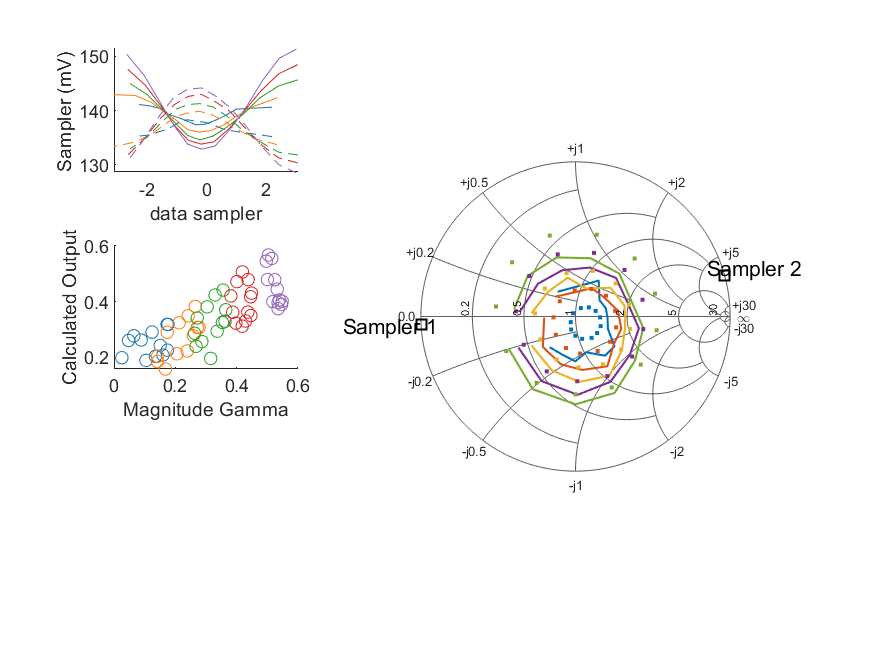 150
140
130
Sampler (mV)
-2 0 2
data sampler
0.6
0.4
0.2
Calculated Output
0 0.2 0.4 0.6
Magnitude Gamma
+j1
+j0.5 +j2
+j0.2 +j5
Sampler 2
0.0 0.2 0.5 1 2 5 30 +j30
∞
-j30
Sampler 1
-j0.2 -j5
-j0.5 -j2
-j1